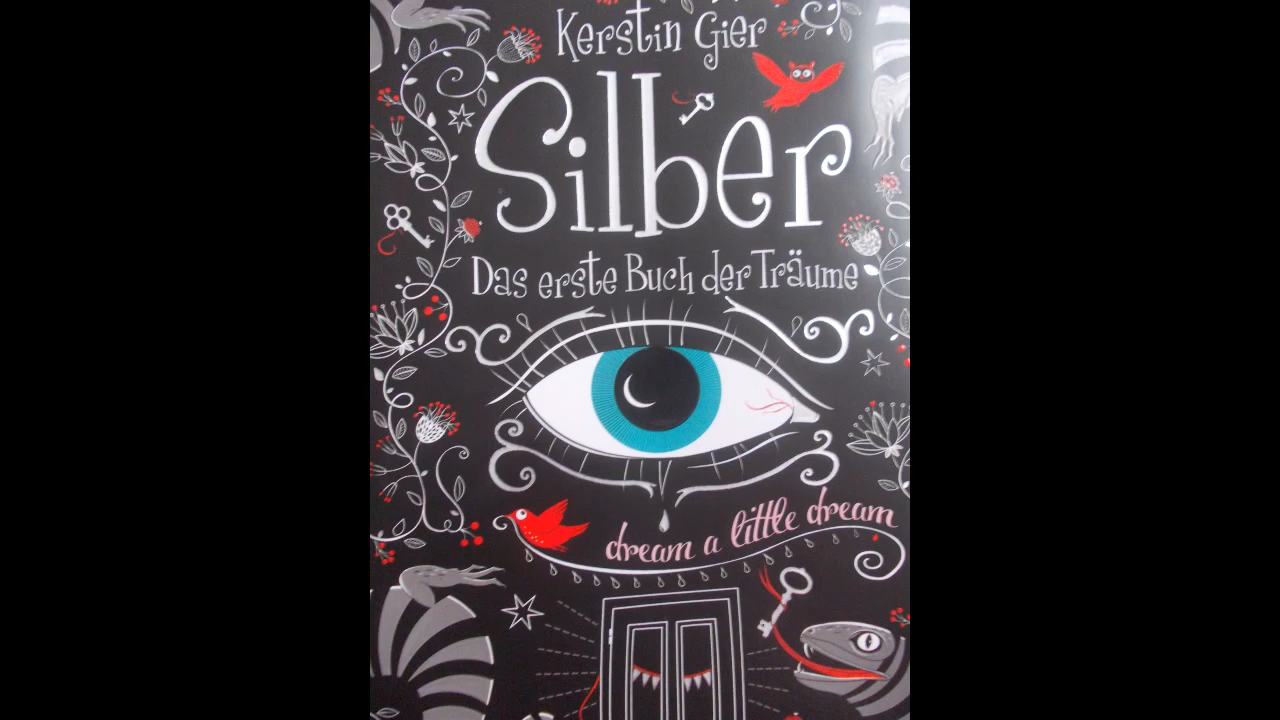 Kerstin Gier
Silber
Das erste Buch der Träume
dream a little dream